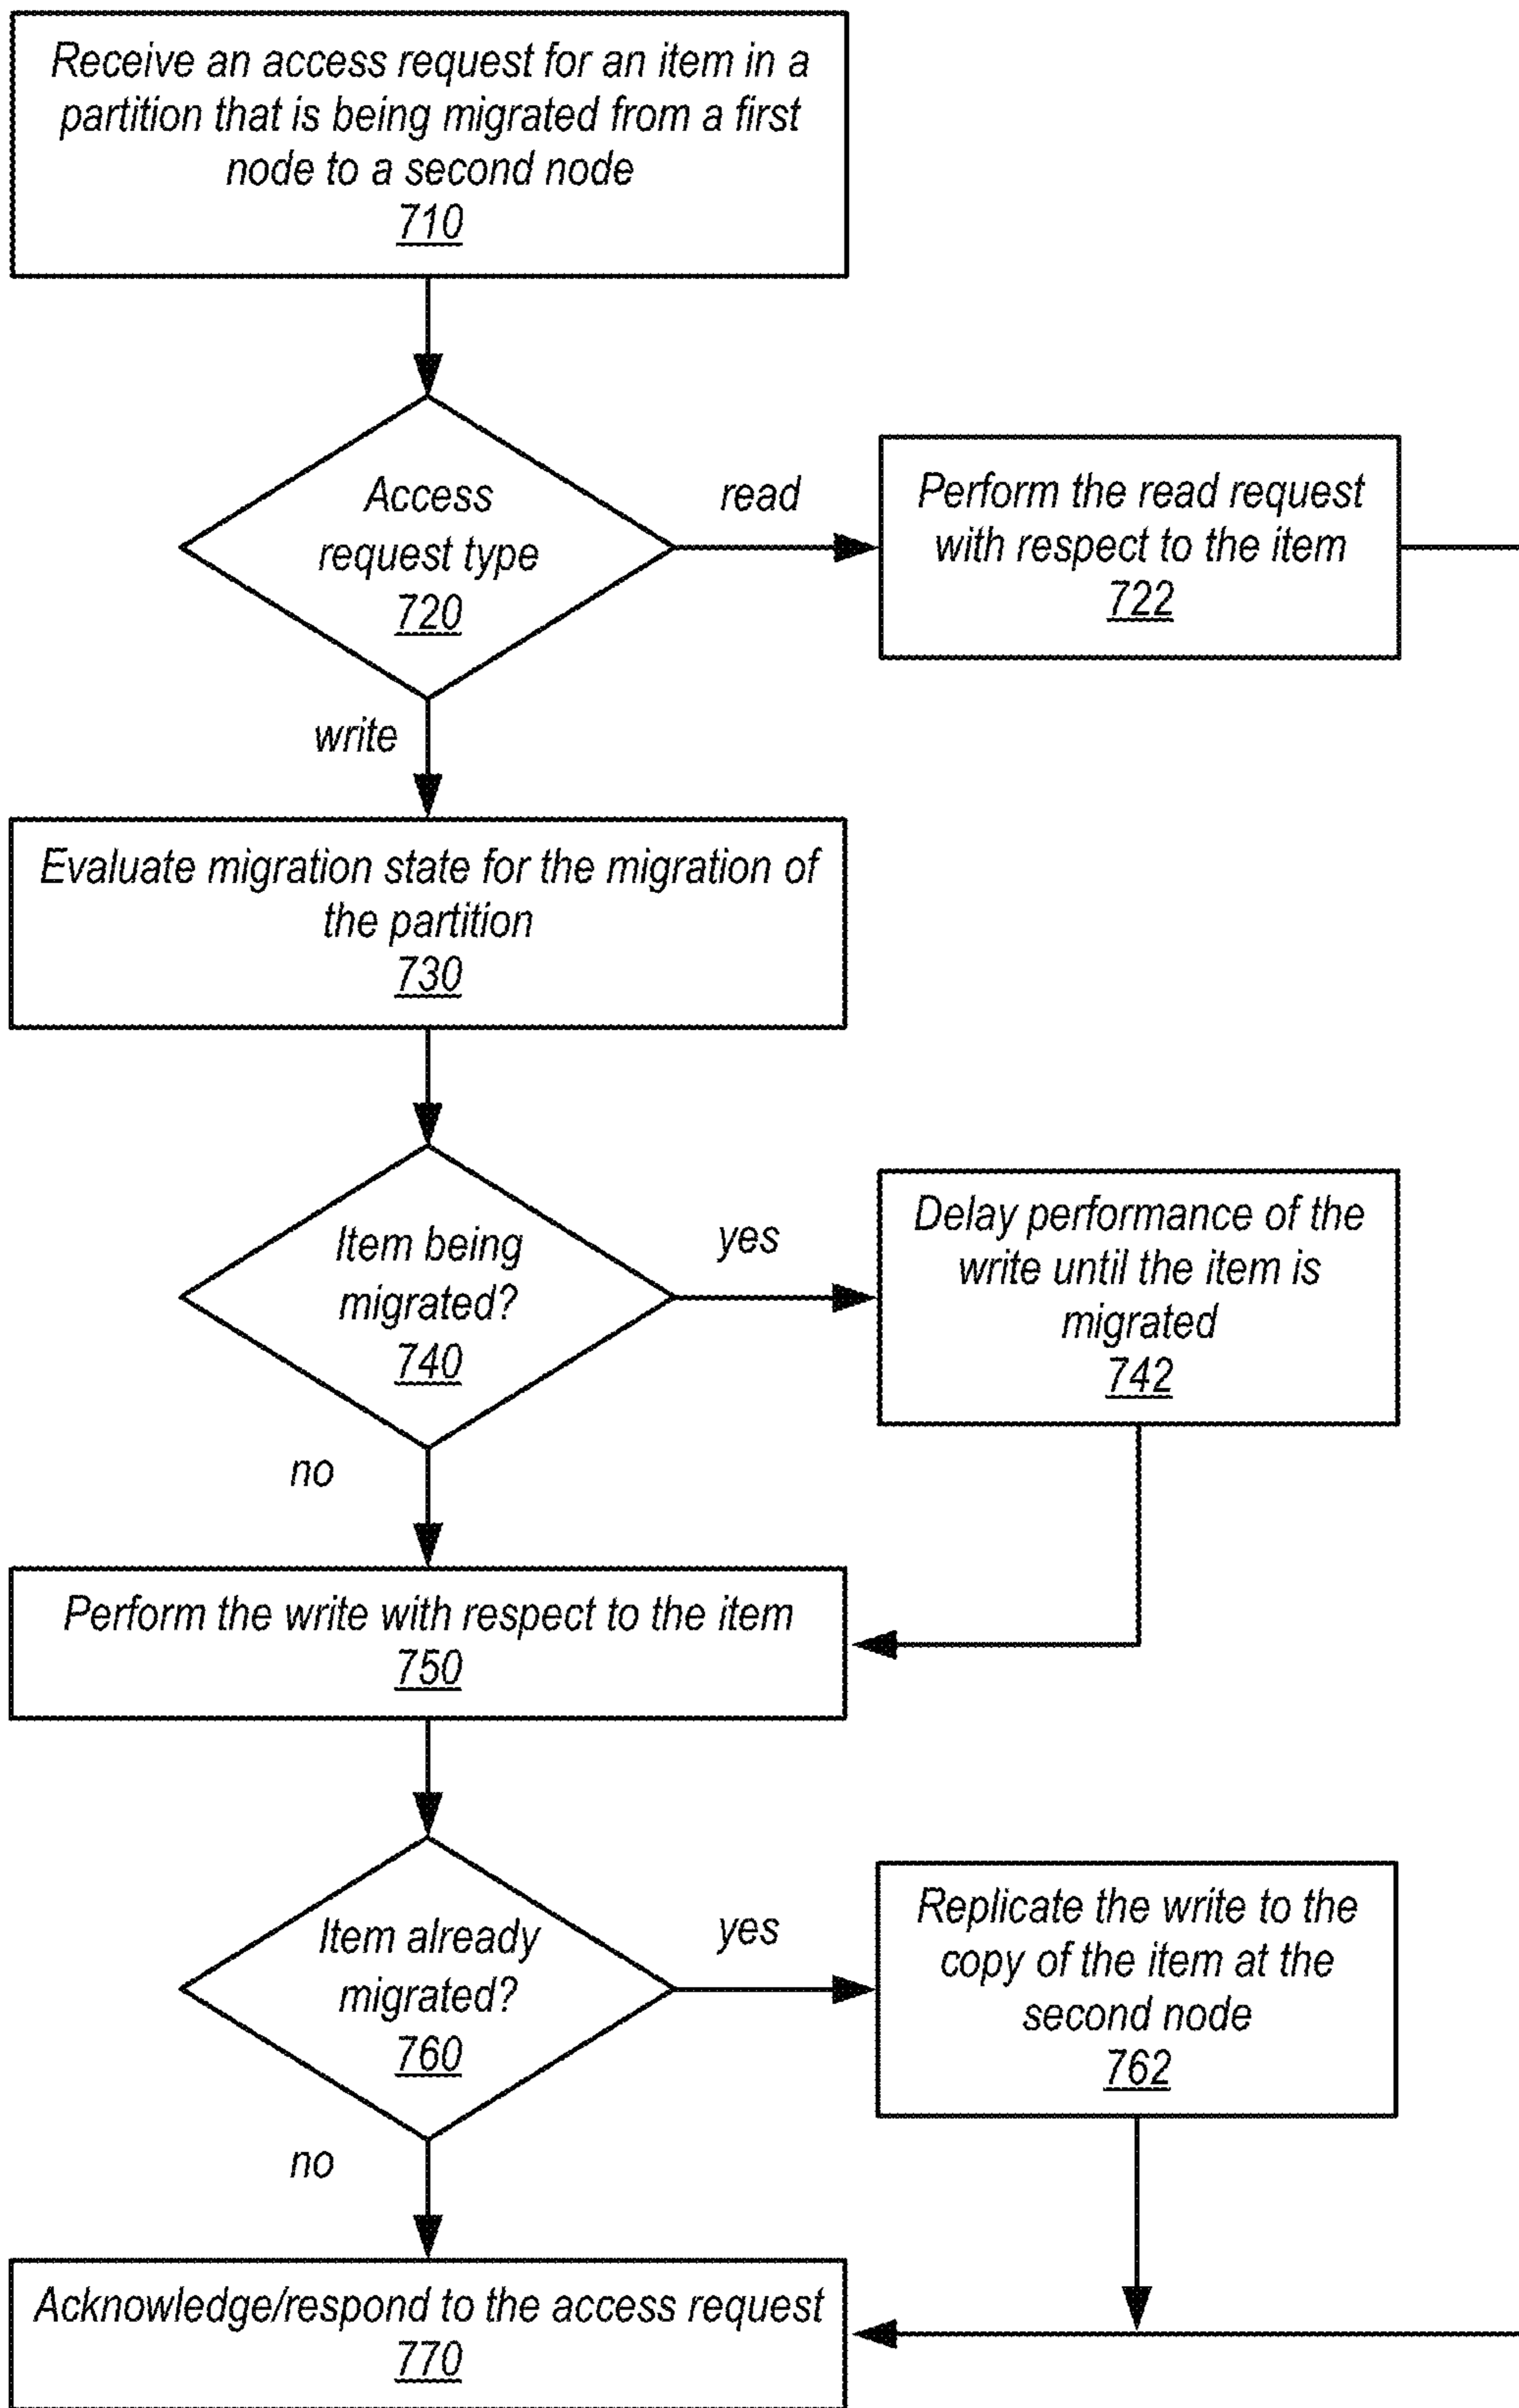 Receive an access request for an item in a
partition that is being migrated from a first
node to a second node
710
Access
request type
720
read
Perform the read request
with respect to the item
722
write
Evaluate migration state for the migration of
the partition
730
Item being
migrated?
740
yes
Delay performance of the
write until the item is
migrated
742
no
Perform the write with respect to the item
750
Item already
migrated?
760
yes
Replicate the write to the
copy of the item at the
second node
762
no
Acknowledge/respond to the access request
770